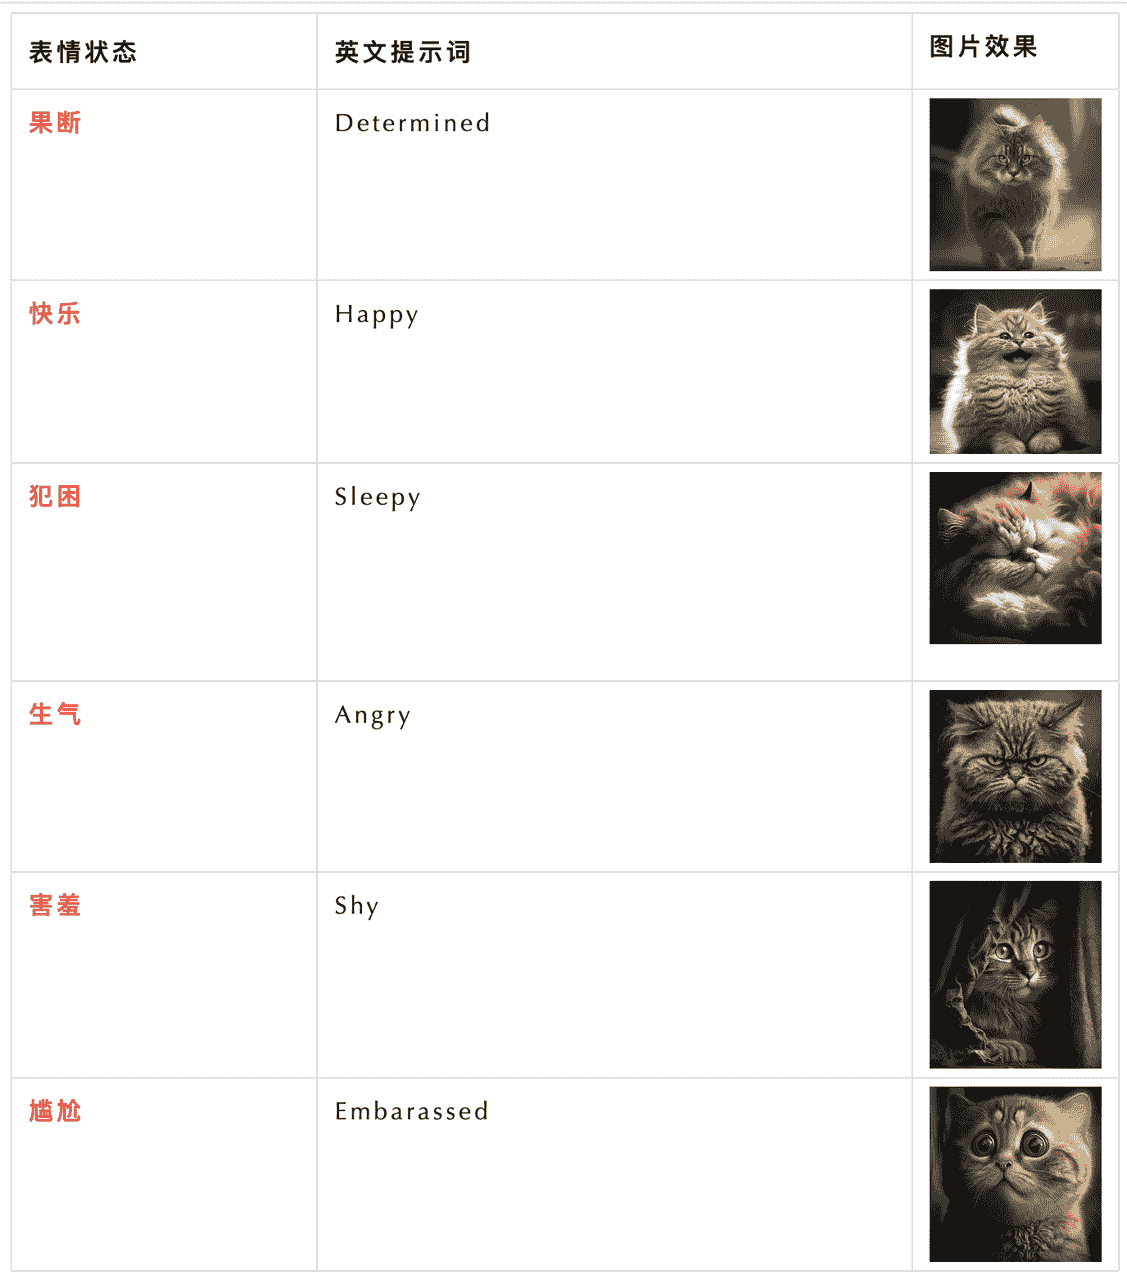 表情状态 英文提示词 图片效果
果断 Determined
快乐 Happy
犯困 Sleepy
生气 Angry
害羞 Shy
尴尬 Embarassed